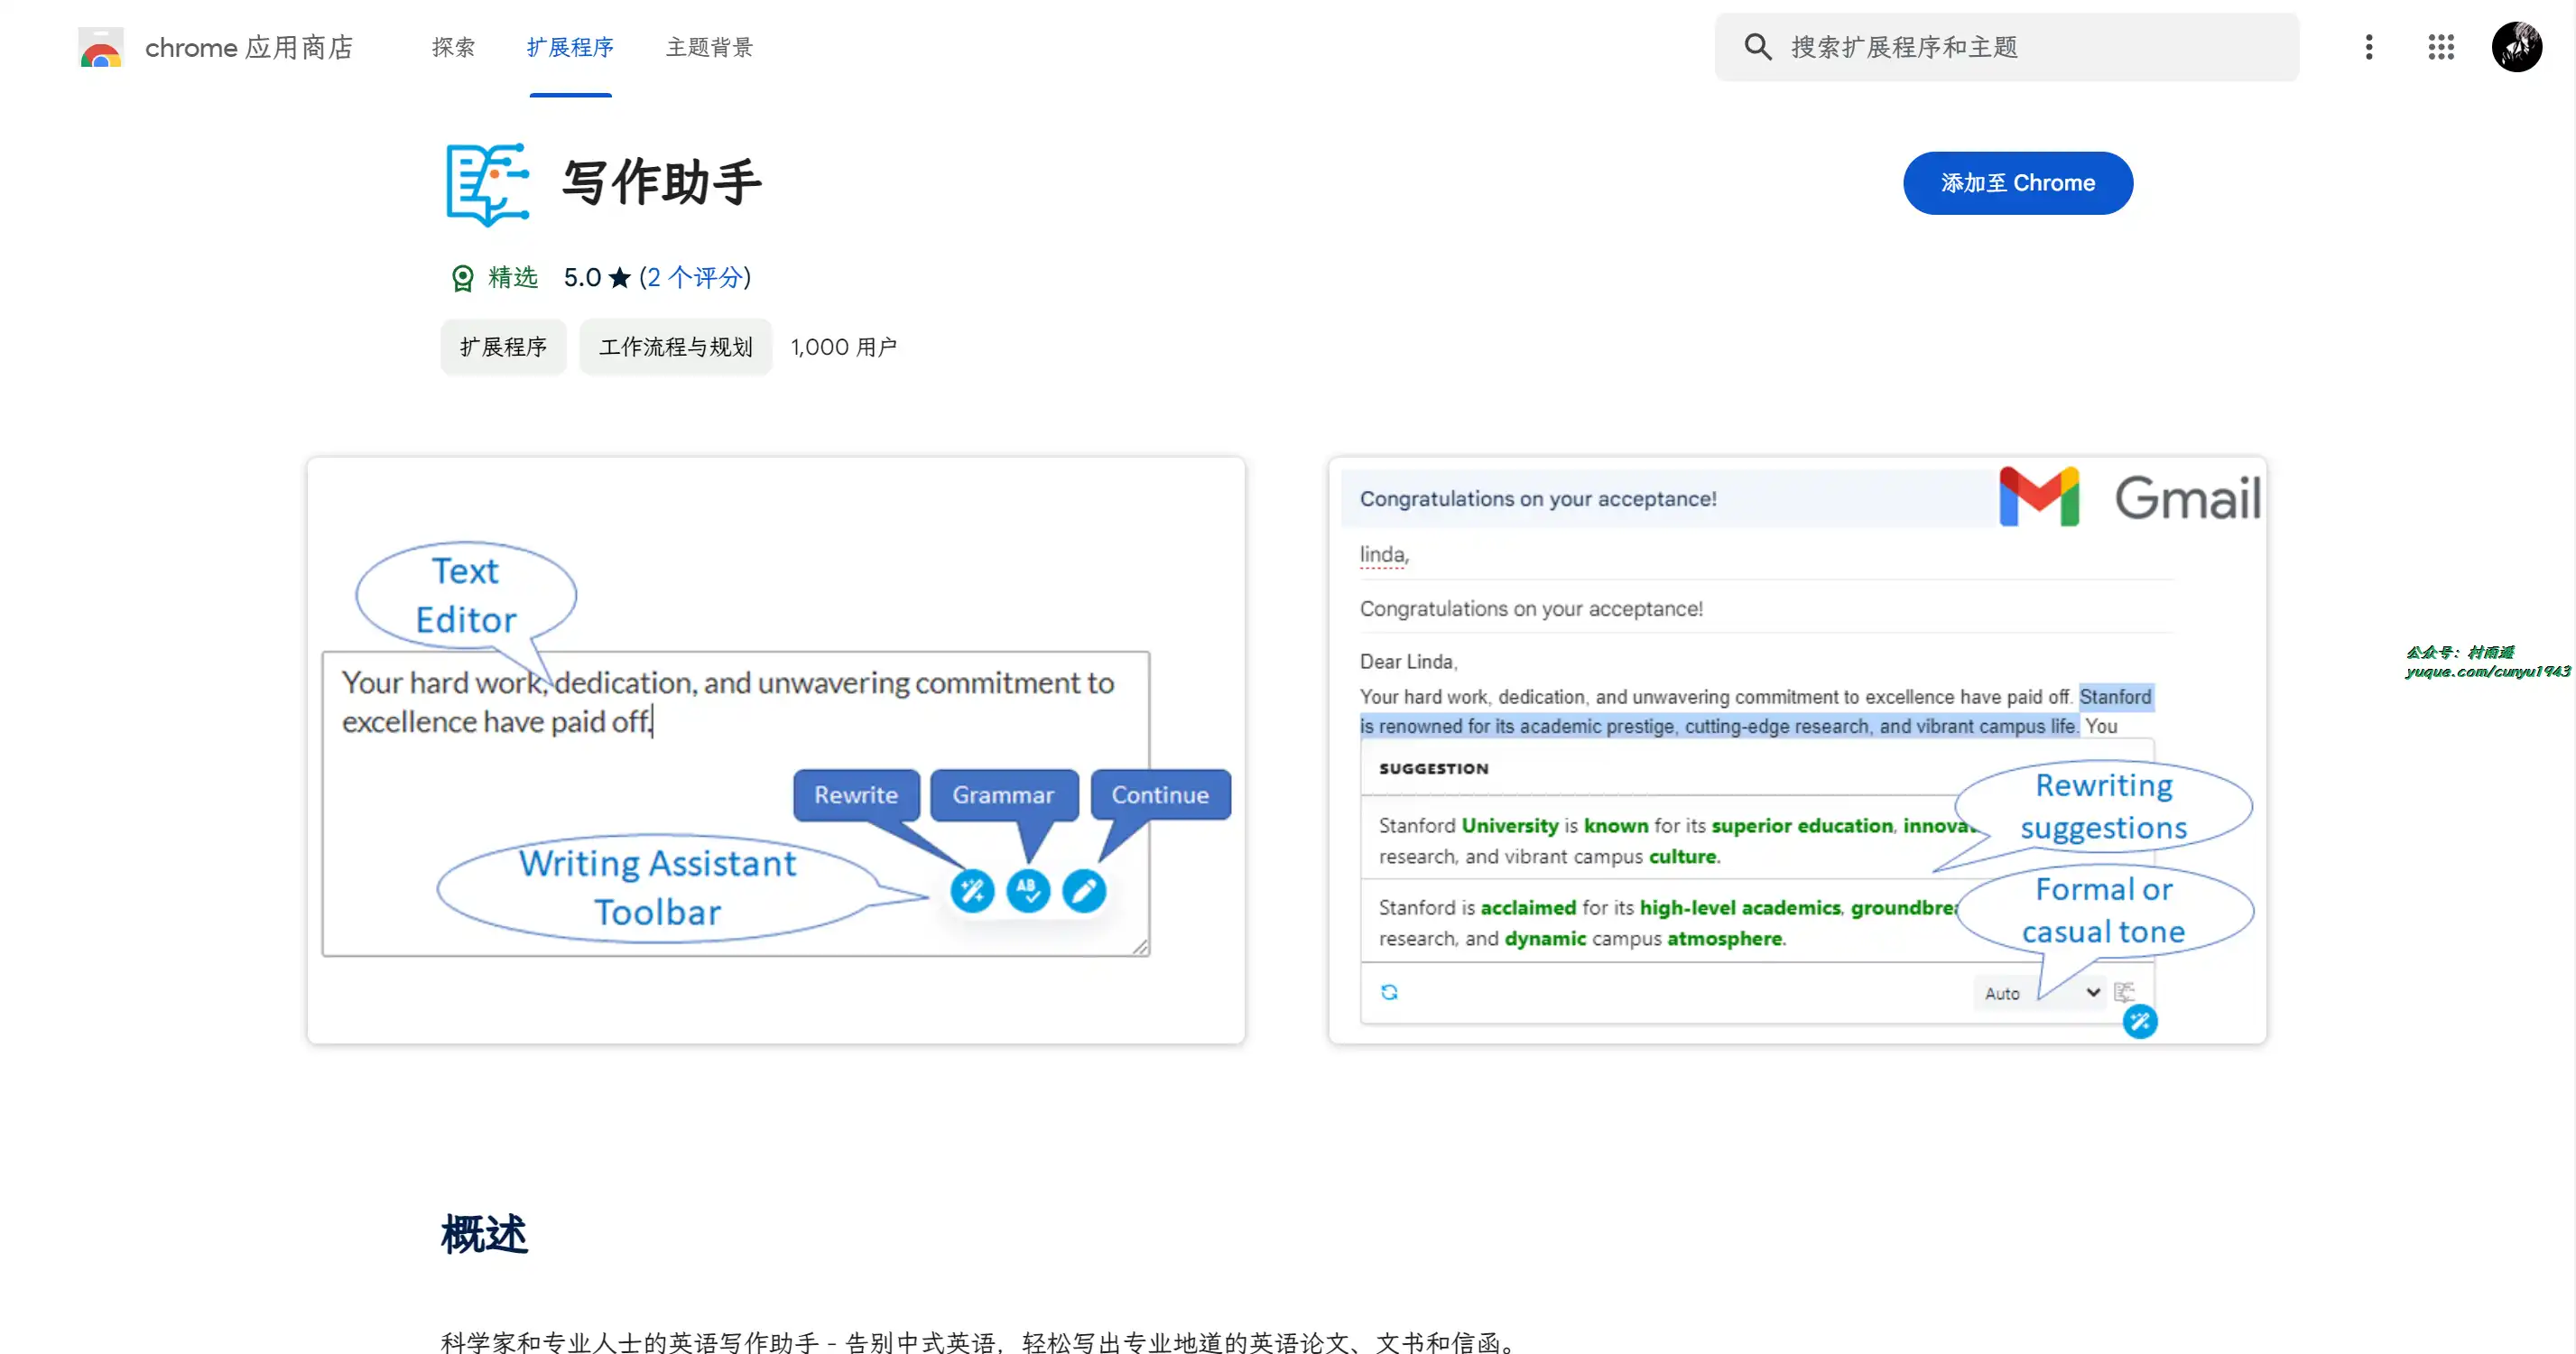 chrome 应用商店
探索
扩展程序
主题背景
搜索扩展程序和主题
写作助手
添加至 Chrome
精选
5.0 ★ (2 个评分)
扩展程序
工作流程与规划
1,000 用户
Text
Editor
Your hard work, dedication, and unwavering commitment to
excellence have paid off.
Rewrite
Grammar
Continue
Writing Assistant
Toolbar
AB
Congratulations on your acceptance!
Gmail
linda,
Congratulations on your acceptance!
Dear Linda,
Your hard work, dedication, and unwavering commitment to excellence have paid off. Stanford
is renowned for its academic prestige, cutting-edge research, and vibrant campus life. You
SUGGESTION
Stanford University is known for its superior education,
research, and vibrant campus culture.
Stanford is acclaimed for its high-level academics,
research, and dynamic campus atmosphere.
Rewriting
suggestions
Formal or
casual tone
Auto
公众号：村雨遥
yuque.com/cunyu1943
概述
科学家和专业人士的英语写作助手 - 告别中式英语，轻松写出专业地道的英语论文、文书和信函。